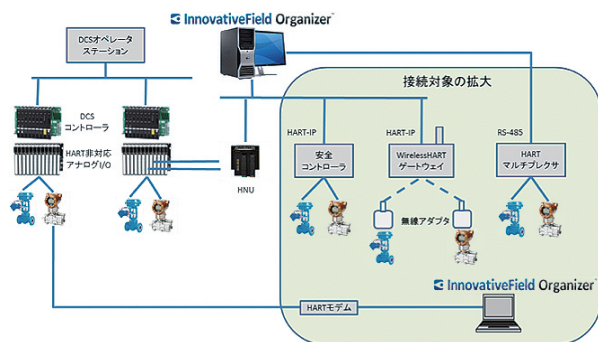 InnovativeField Organizer™
DCSオペレータ
ステーション
接続対象の拡大
DCS
コントローラ
HART非対応
アナログI/O
HNU
HART-IP
安全
コントローラ
HART-IP
WirelessHART
ゲートウェイ
無線アダプタ
RS-485
HART
マルチプレクサ
InnovativeField Organizer™
HARTモデム